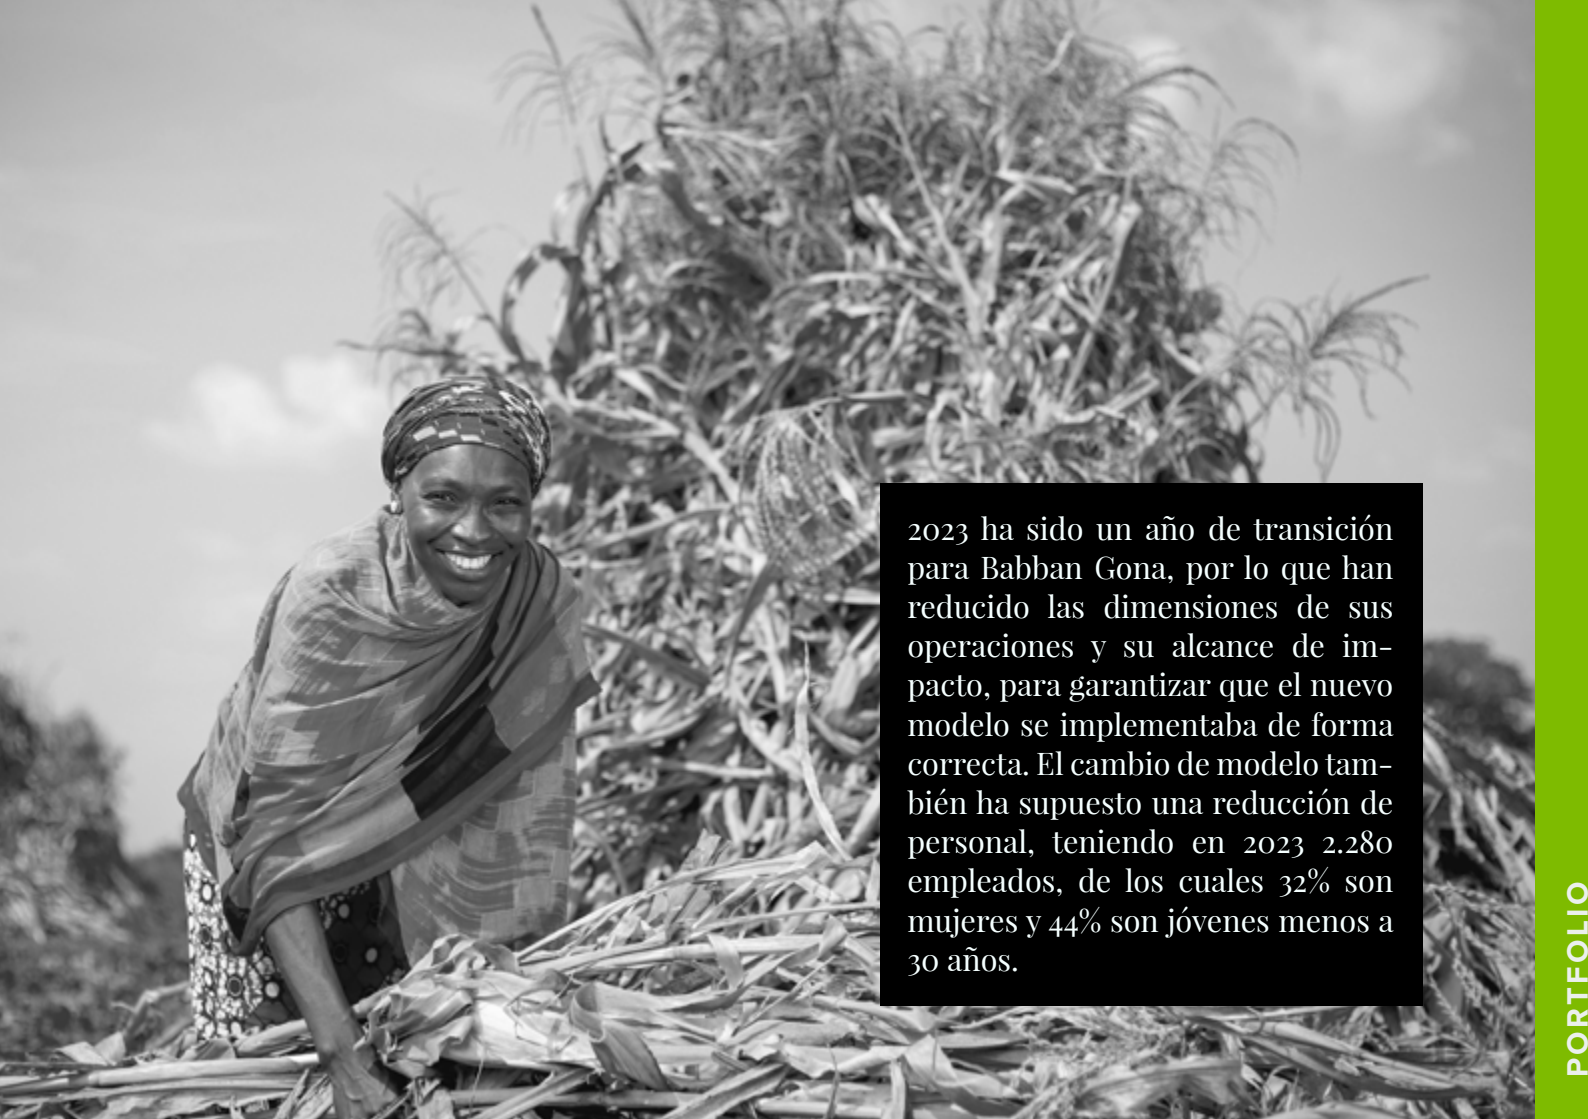 2023 ha sido un año de transición
para Babban Gona, por lo que han
reducido las dimensiones de sus
operaciones y su alcance de im-
pacto, para garantizar que el nuevo
modelo se implementaba de forma
correcta. El cambio de modelo tam-
bién ha supuesto una reducción de
personal, teniendo en 2023 2.280
empleados, de los cuales 32% son
mujeres y 44% son jóvenes menos a
30 años.
PORTFOLIO